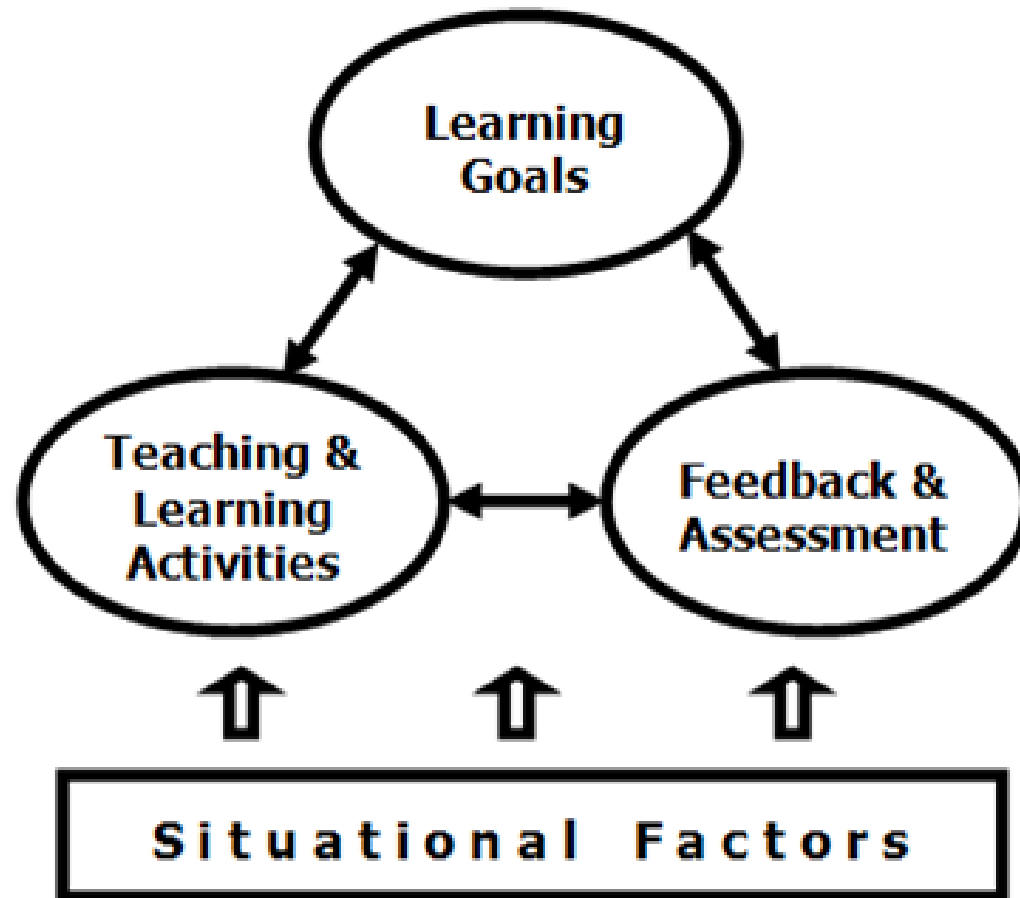 Learning
Goals
Teaching &
Learning
Activities
Feedback &
Assessment
Situational Factors